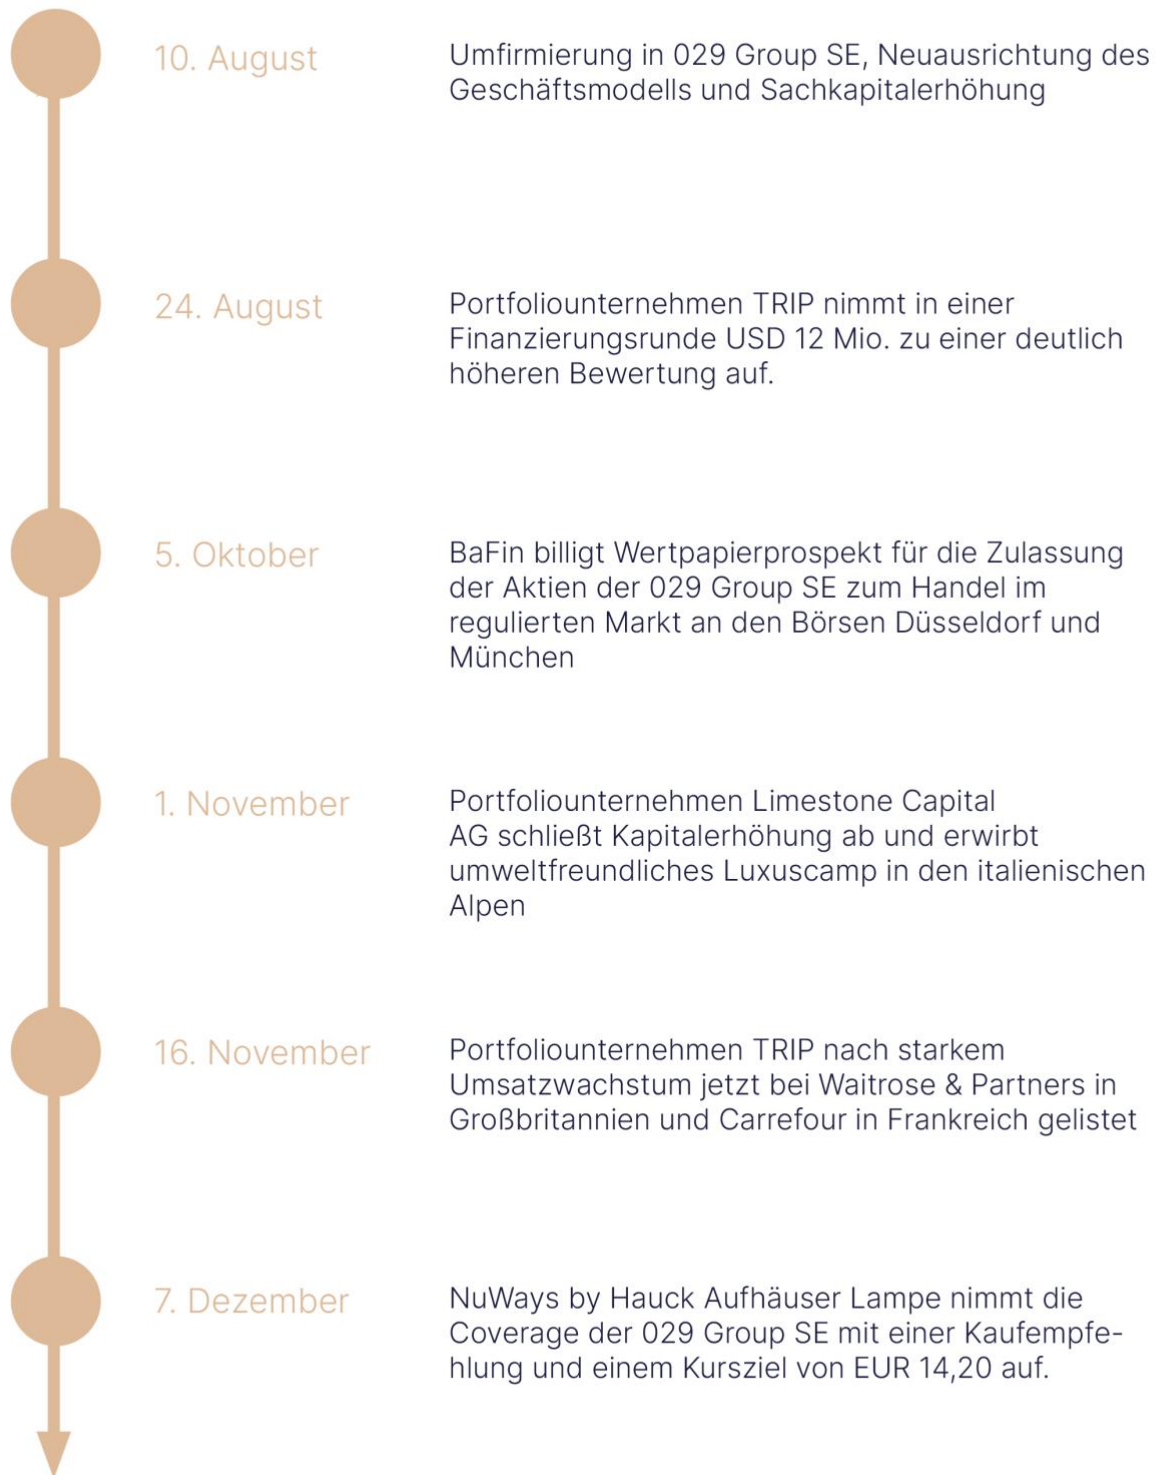 10. August
Umfirmierung in 029 Group SE, Neuausrichtung des
Geschäftsmodells und Sachkapitalerhöhung
24. August
Portfoliounternehmen TRIP nimmt in einer
Finanzierungsrunde USD 12 Mio. zu einer deutlich
höheren Bewertung auf.
5. Oktober
BaFin billigt Wertpapierprospekt für die Zulassung
der Aktien der 029 Group SE zum Handel im
regulierten Markt an den Börsen Düsseldorf und
München
1. November
Portfoliounternehmen Limestone Capital
AG schließt Kapitalerhöhung ab und erwirbt
umweltfreundliches Luxuscamp in den italienischen
Alpen
16. November
Portfoliounternehmen TRIP nach starkem
Umsatzwachstum jetzt bei Waitrose & Partners in
Großbritannien und Carrefour in Frankreich gelistet
7. Dezember
NuWays by Hauck Aufhäuser Lampe nimmt die
Coverage der 029 Group SE mit einer Kaufempfe-
hlung und einem Kursziel von EUR 14,20 auf.